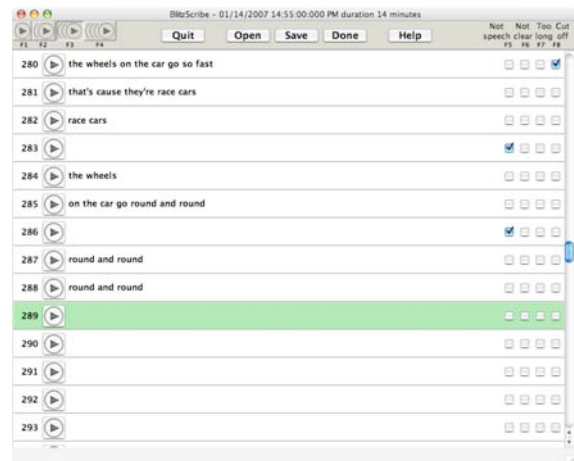 BlitzScribe - 01/14/2007 14:55:00:000 PM duration 14 minutes
Quit Open Save Done Help
Not Not Too Cut
speech clear long off
F1 F2 F3 F4 F5 F6 F7 F8
280 the wheels on the car go so fast
281 that's cause they're race cars
282 race cars
283
284 the wheels
285 on the car go round and round
286
287 round and round
288 round and round
289
290
291
292
293